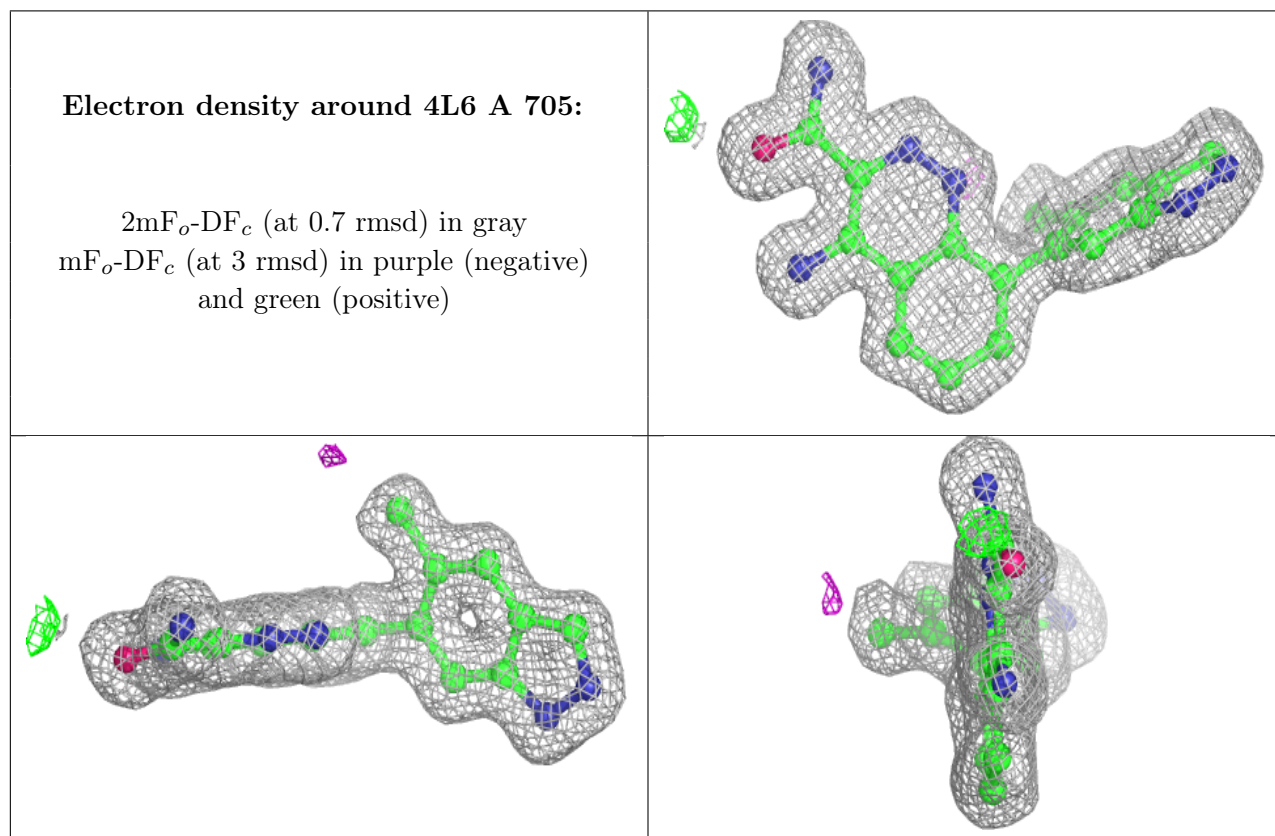 Electron density around 4L6 A 705:
2mFₒ-DF𝒸 (at 0.7 rmsd) in gray
mFₒ-DF𝒸 (at 3 rmsd) in purple (negative)
and green (positive)